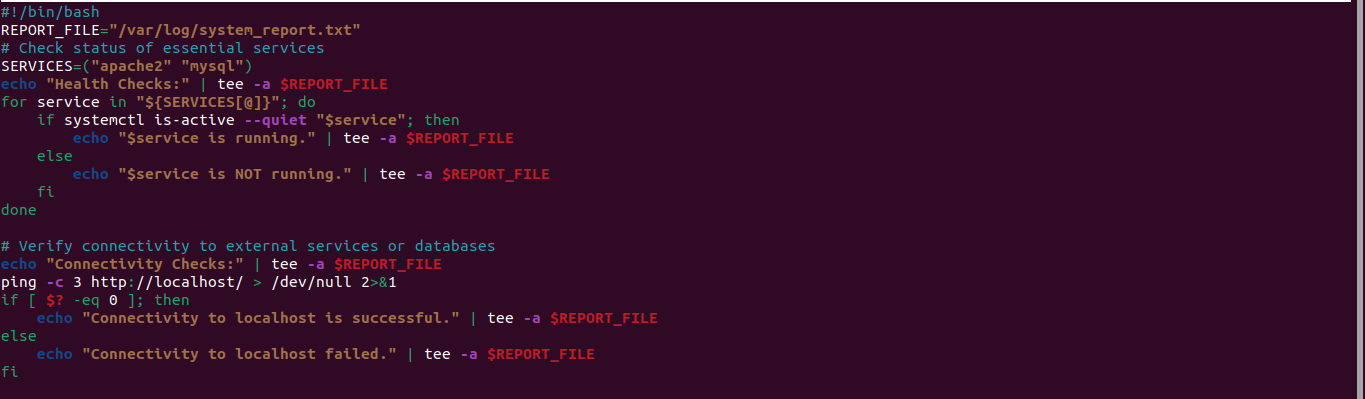 #!/bin/bash
REPORT_FILE="/var/log/system_report.txt"
# Check status of essential services
SERVICES=("apache2" "mysql")
echo "Health Checks:" | tee -a $REPORT_FILE
for service in "${SERVICES[@]}"; do
    if systemctl is-active --quiet "$service"; then
        echo "$service is running." | tee -a $REPORT_FILE
    else
        echo "$service is NOT running." | tee -a $REPORT_FILE
    fi
done

# Verify connectivity to external services or databases
echo "Connectivity Checks:" | tee -a $REPORT_FILE
ping -c 3 http://localhost/ > /dev/null 2>&1
if [ $? -eq 0 ]; then
    echo "Connectivity to localhost is successful." | tee -a $REPORT_FILE
else
    echo "Connectivity to localhost failed." | tee -a $REPORT_FILE
fi